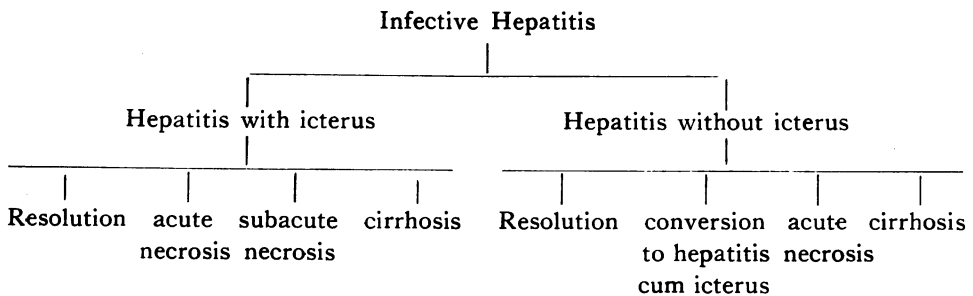 Infective Hepatitis
Hepatitis with icterus
Hepatitis without icterus
Resolution acute subacute cirrhosis
necrosis necrosis
Resolution conversion acute cirrhosis
to hepatitis necrosis
cum icterus